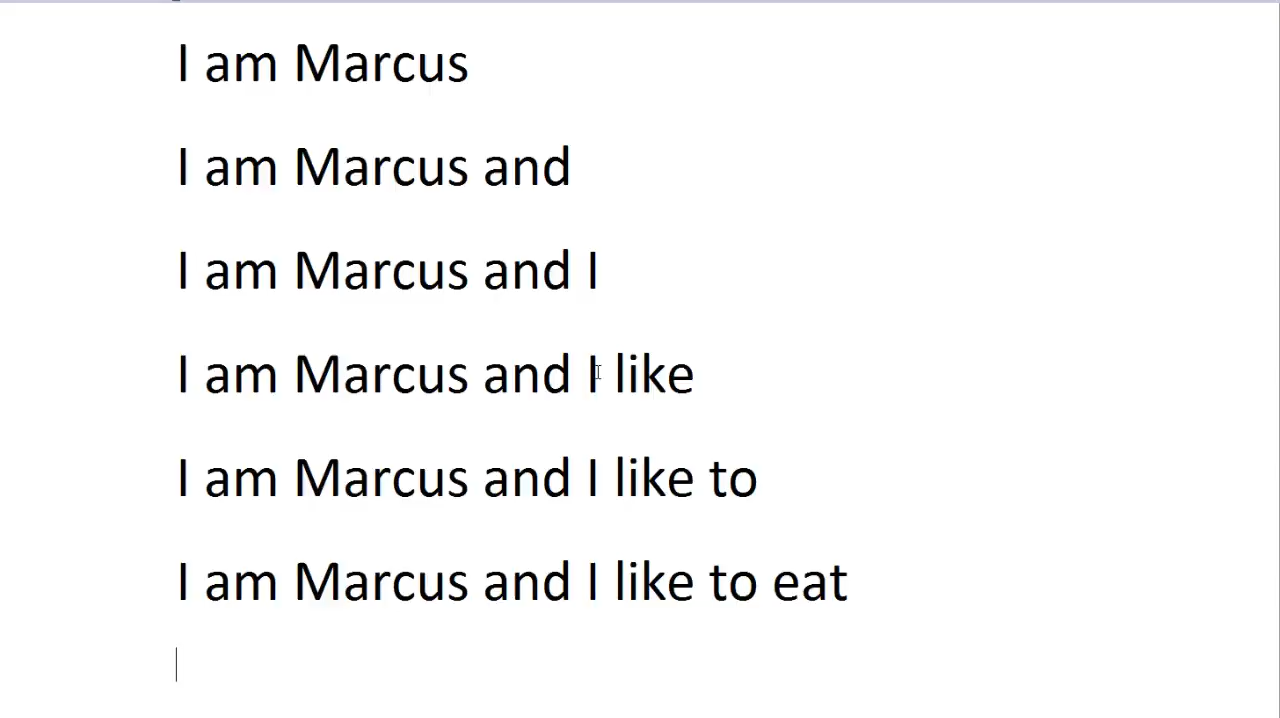 I am Marcus
I am Marcus and
I am Marcus and I
I am Marcus and I like
I am Marcus and I like to
I am Marcus and I like to eat